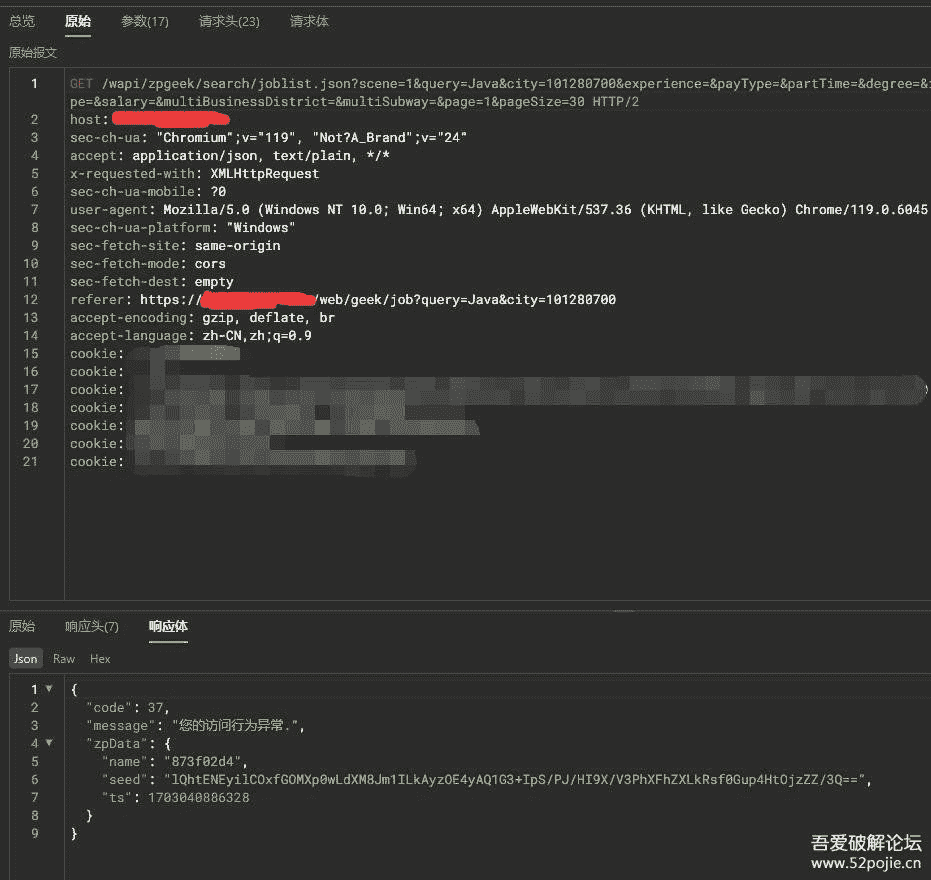 总览 原始 参数(17) 请求头(23) 请求体
原始报文
1 GET /wapi/zpgeek/search/joblist.json?scene=1&query=Java&city=101280700&experience=&payType=&partTime=&degree=&i
pe=&salary=&multiBusinessDistrict=&multiSubway=&page=1&pageSize=30 HTTP/2
2 host:
3 sec-ch-ua: "Chromium";v="119", "Not?A_Brand";v="24"
4 accept: application/json, text/plain, */*
5 x-requested-with: XMLHttpRequest
6 sec-ch-ua-mobile: ?0
7 user-agent: Mozilla/5.0 (Windows NT 10.0; Win64; x64) AppleWebKit/537.36 (KHTML, like Gecko) Chrome/119.0.6045
8 sec-ch-ua-platform: "Windows"
9 sec-fetch-site: same-origin
10 sec-fetch-mode: cors
11 sec-fetch-dest: empty
12 referer: https:// /web/geek/job?query=Java&city=101280700
13 accept-encoding: gzip, deflate, br
14 accept-language: zh-CN,zh;q=0.9
15 cookie:
16 cookie:
17 cookie:
18 cookie:
19 cookie:
20 cookie:
21 cookie:
原始 响应头(7) 响应体
Json Raw Hex
1 {
2 "code": 37,
3 "message": "您的访问行为异常.",
4 "zpData": {
5 "name": "873f02d4",
6 "seed": "lQhtENEyilCOxfGOMXp0wLdXM8Jm1ILkAyzOE4yAQ1G3+IpS/PJ/HI9X/V3PhXFhZXLkRsf0Gup4HtOjzZZ/3Q==",
7 "ts": 1703040886328
8 }
9 }
吾爱破解论坛
www.52pojie.cn